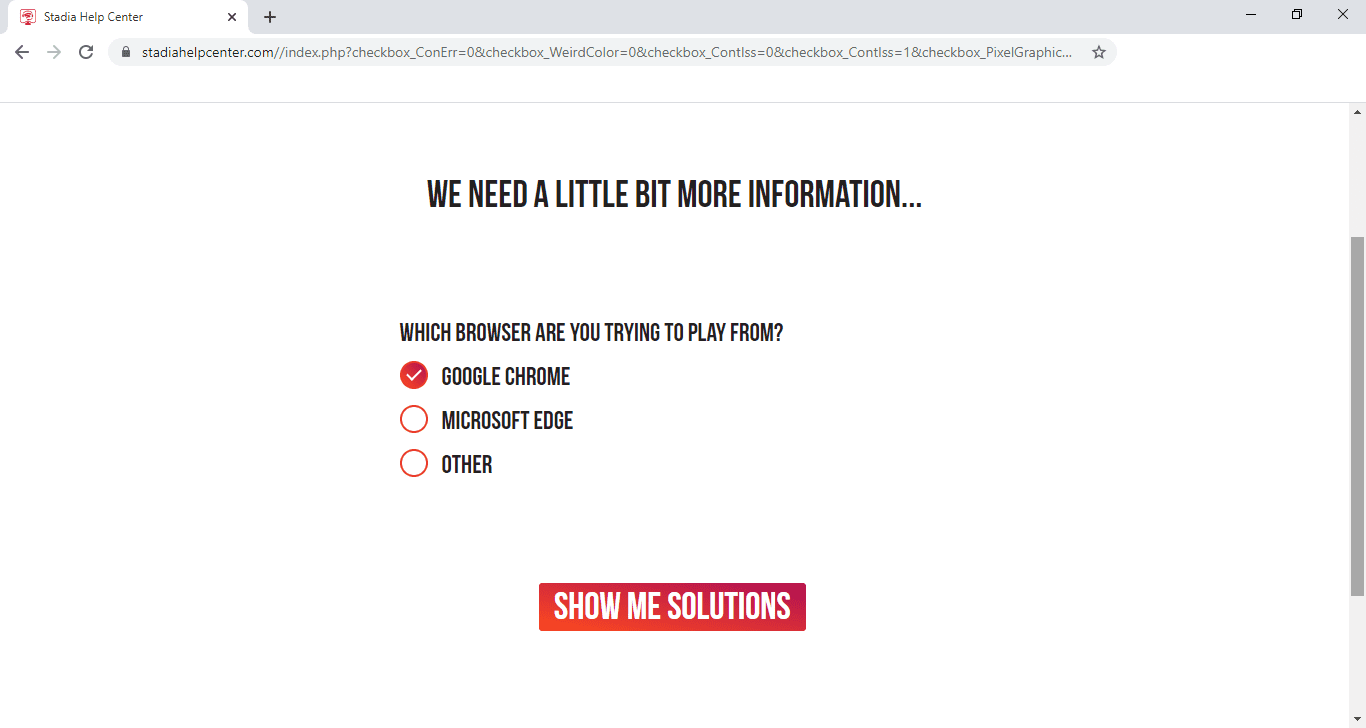 Stadia Help Center
stadiahelpcenter.com//index.php?checkbox_ConErr=0&checkbox_WeirdColor=0&checkbox_ContIss=0&checkbox_ContIss=1&checkbox_PixelGraphic...
WE NEED A LITTLE BIT MORE INFORMATION...
WHICH BROWSER ARE YOU TRYING TO PLAY FROM?
GOOGLE CHROME
MICROSOFT EDGE
OTHER
SHOW ME SOLUTIONS